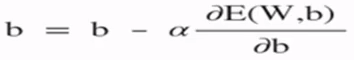 b = b - α ∂E(W,b) / ∂b